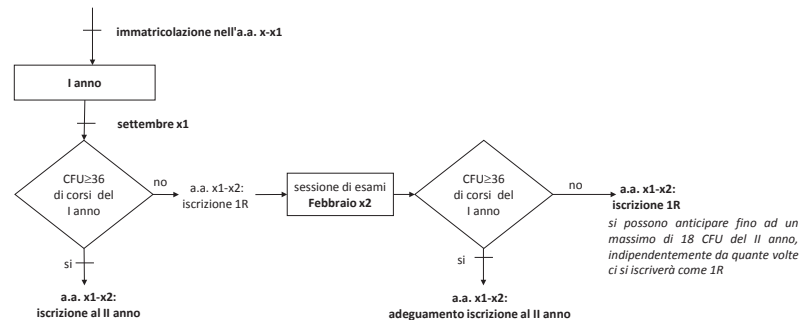 immatricolazione nell'a.a. x-x1
I anno
settembre x1
CFU≥36
di corsi del
I anno
no
a.a. x1-x2:
iscrizione 1R
sessione di esami
Febbraio x2
CFU≥36
di corsi del
I anno
no
a.a. x1-x2:
iscrizione 1R
si possono anticipare fino ad un
massimo di 18 CFU del II anno,
indipendentemente da quante volte
ci si iscriverà come 1R
si
a.a. x1-x2:
iscrizione al II anno
si
a.a. x1-x2:
adeguamento iscrizione al II anno